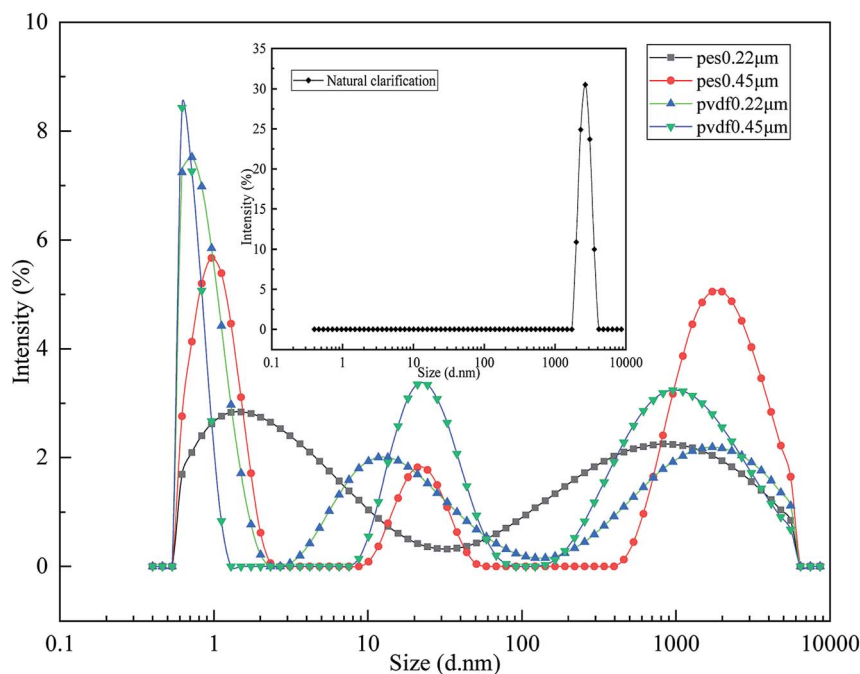 10
8
6
4
2
0
Intensity (%)
0.1
1
10
100
1000
10000
Size (d.nm)
pes0.22μm
pes0.45μm
pvdf0.22μm
pvdf0.45μm
35
30
25
20
15
10
5
0
Intensity (%)
Natural clarification
0.1
1
10
100
1000
10000
Size (d.nm)